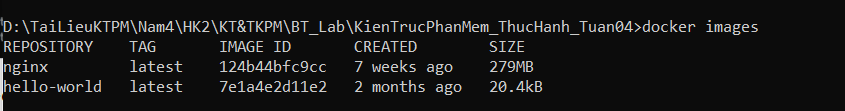 D:\TaiLieuKTPM\Nam4\HK2\KT&TKPM\BT_Lab\KienTrucPhanMem_ThucHanh_Tuan04>docker images
REPOSITORY TAG IMAGE ID CREATED SIZE
nginx latest 124b44bfc9cc 7 weeks ago 279MB
hello-world latest 7e1a4e2d11e2 2 months ago 20.4kB